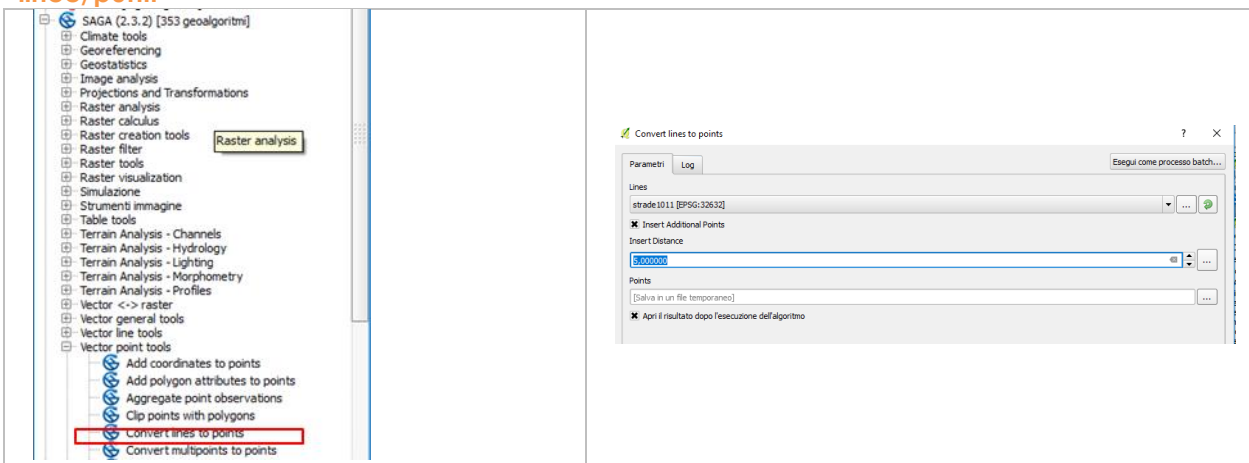 SAGA (2.3.2) [353 geoalgoritmi]
Climate tools
Georeferencing
Geostatistics
Image analysis
Projections and Transformations
Raster analysis
Raster calculus
Raster creation tools
Raster analysis
Raster filter
Raster tools
Raster visualization
Simulazione
Strumenti immagine
Table tools
Terrain Analysis - Channels
Terrain Analysis - Hydrology
Terrain Analysis - Lighting
Terrain Analysis - Morphometry
Terrain Analysis - Profiles
Vector <-> raster
Vector general tools
Vector line tools
Vector point tools
Add coordinates to points
Add polygon attributes to points
Aggregate point observations
Clip points with polygons
Convert lines to points
Convert multipoints to points
Convert lines to points
Parametri
Log
Esegui come processo batch...
Lines
strade1011 [EPSG:32632]
Insert Additional Points
Insert Distance
5,000000
Points
[Salva in un file temporaneo]
Apri il risultato dopo l'esecuzione dell'algoritmo